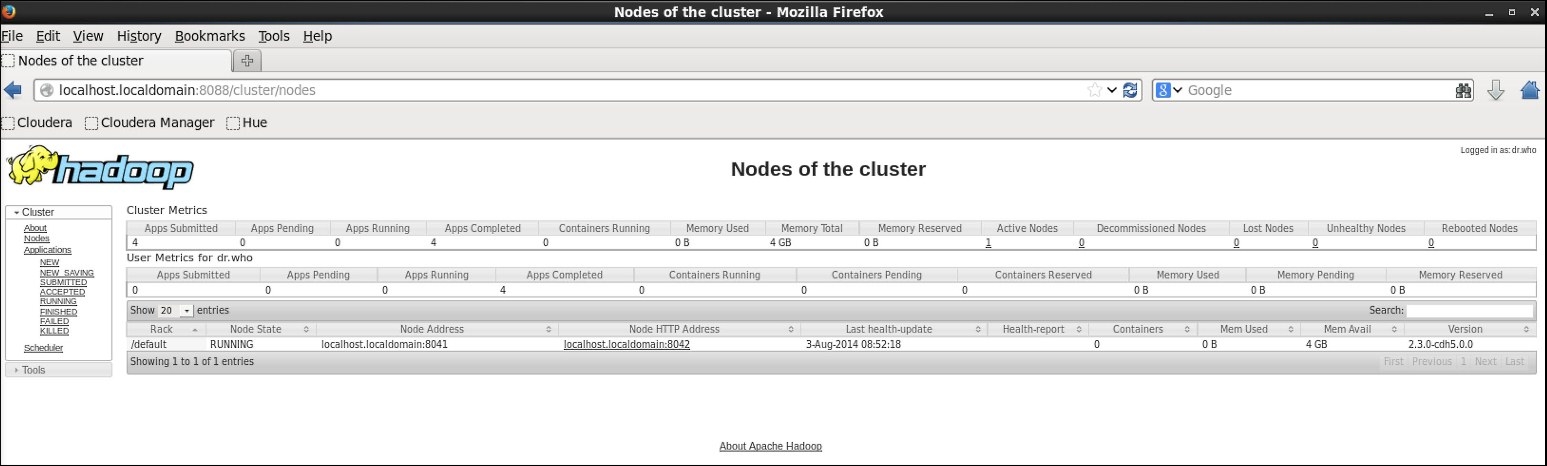 Nodes of the cluster - Mozilla Firefox
File Edit View History Bookmarks Tools Help
Nodes of the cluster
localhost.localdomain:8088/cluster/nodes Google
Cloudera Cloudera Manager Hue
hadoop
Nodes of the cluster
Logged in as: dr.who
Cluster
About
Nodes
Applications
NEW
NEW_SAVING
SUBMITTED
ACCEPTED
RUNNING
FINISHED
FAILED
KILLED
Scheduler
Tools
Cluster Metrics
Apps Submitted Apps Pending Apps Running Apps Completed Containers Running Memory Used Memory Total Memory Reserved Active Nodes Decommissioned Nodes Lost Nodes Unhealthy Nodes Rebooted Nodes
4 0 0 4 0 0 B 4 GB 0 B 1 0 0 0 0
User Metrics for dr.who
Apps Submitted Apps Pending Apps Running Apps Completed Containers Running Containers Pending Containers Reserved Memory Used Memory Pending Memory Reserved
0 0 0 4 0 0 0 0 B 0 B 0 B
Show 20 entries Search:
Rack Node State Node Address Node HTTP Address Last health-update Health-report Containers Mem Used Mem Avail Version
/default RUNNING localhost.localdomain:8041 localhost.localdomain:8042 3-Aug-2014 08:52:18 0 0 B 4 GB 2.3.0-cdh5.0.0
Showing 1 to 1 of 1 entries First Previous 1 Next Last
About Apache Hadoop